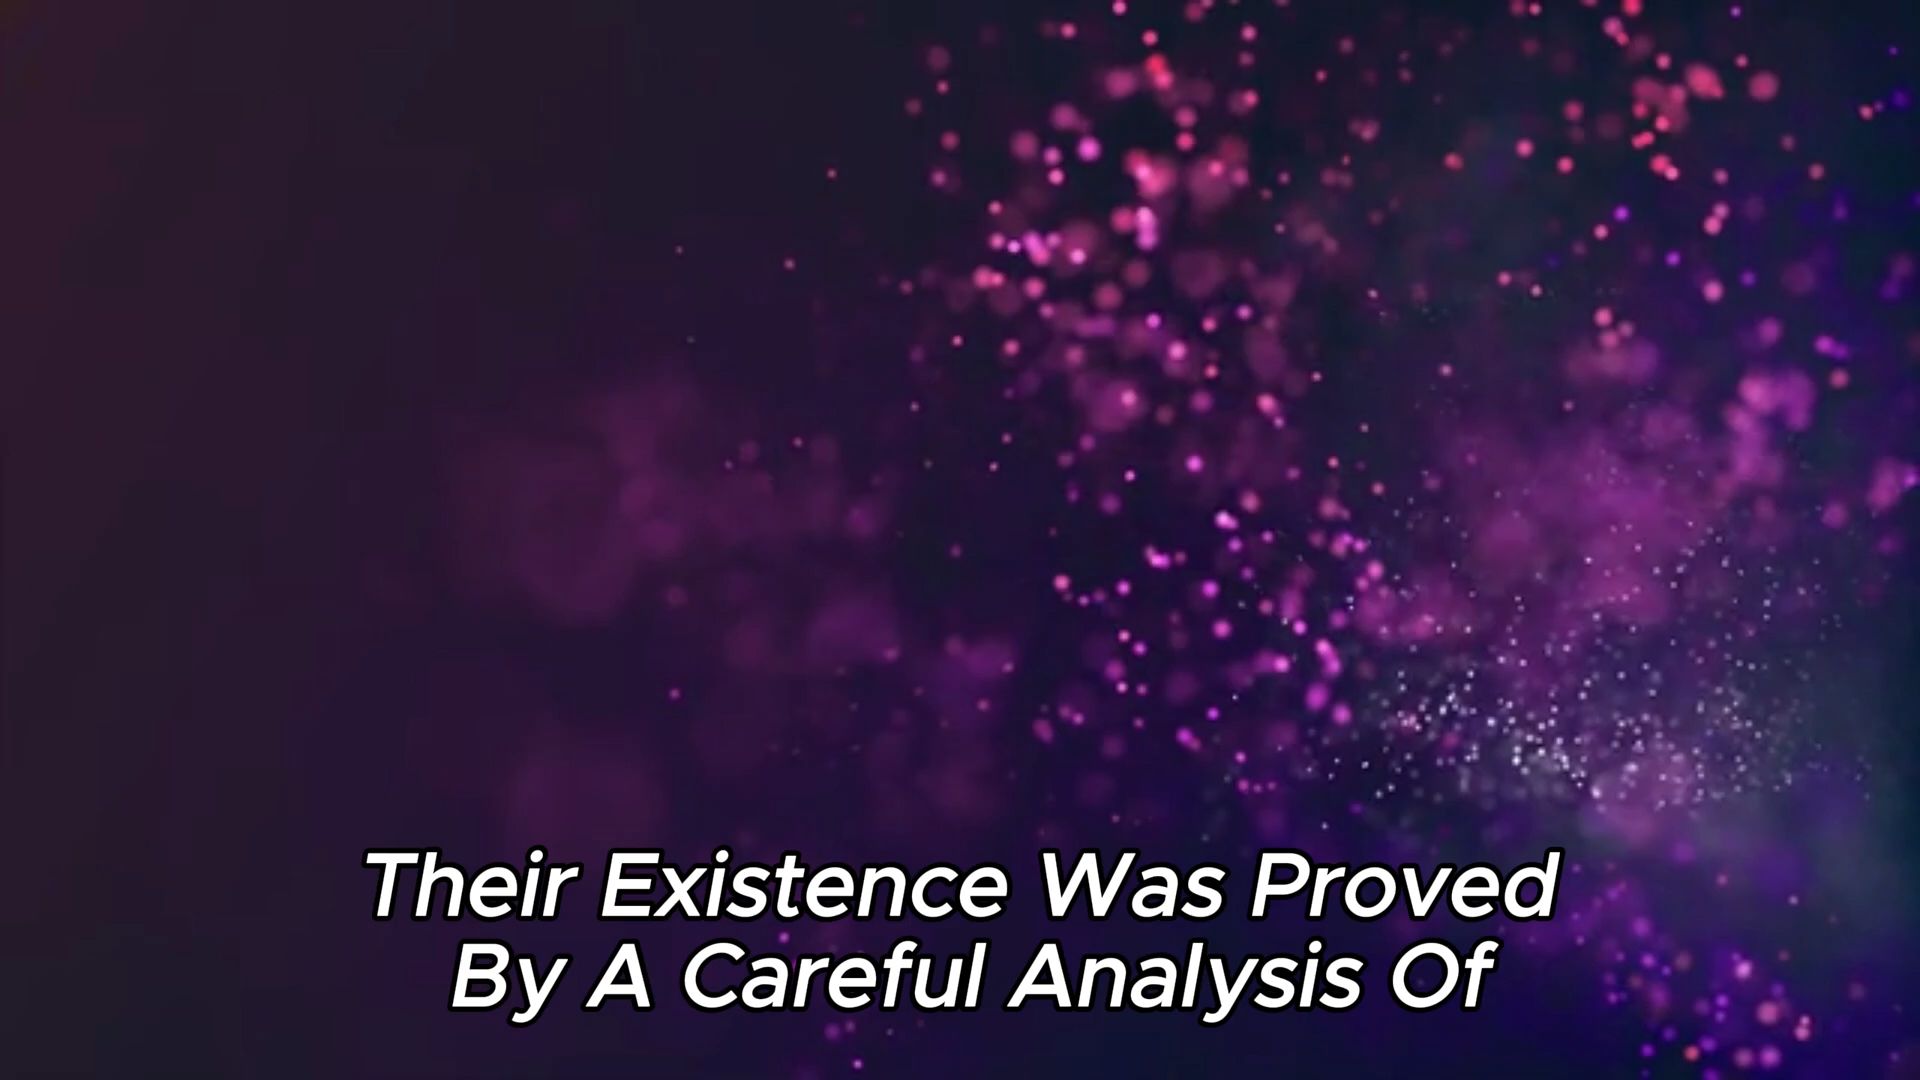 Their Existence Was Proved
By A Careful Analysis Of